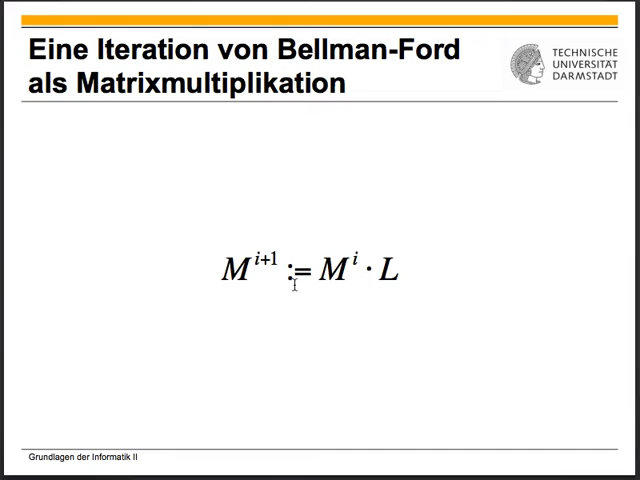 Eine Iteration von Bellman-Ford
als Matrixmultiplikation
TECHNISCHE
UNIVERSITÄT
DARMSTADT
M^{i+1} := M^i · L
Grundlagen der Informatik II